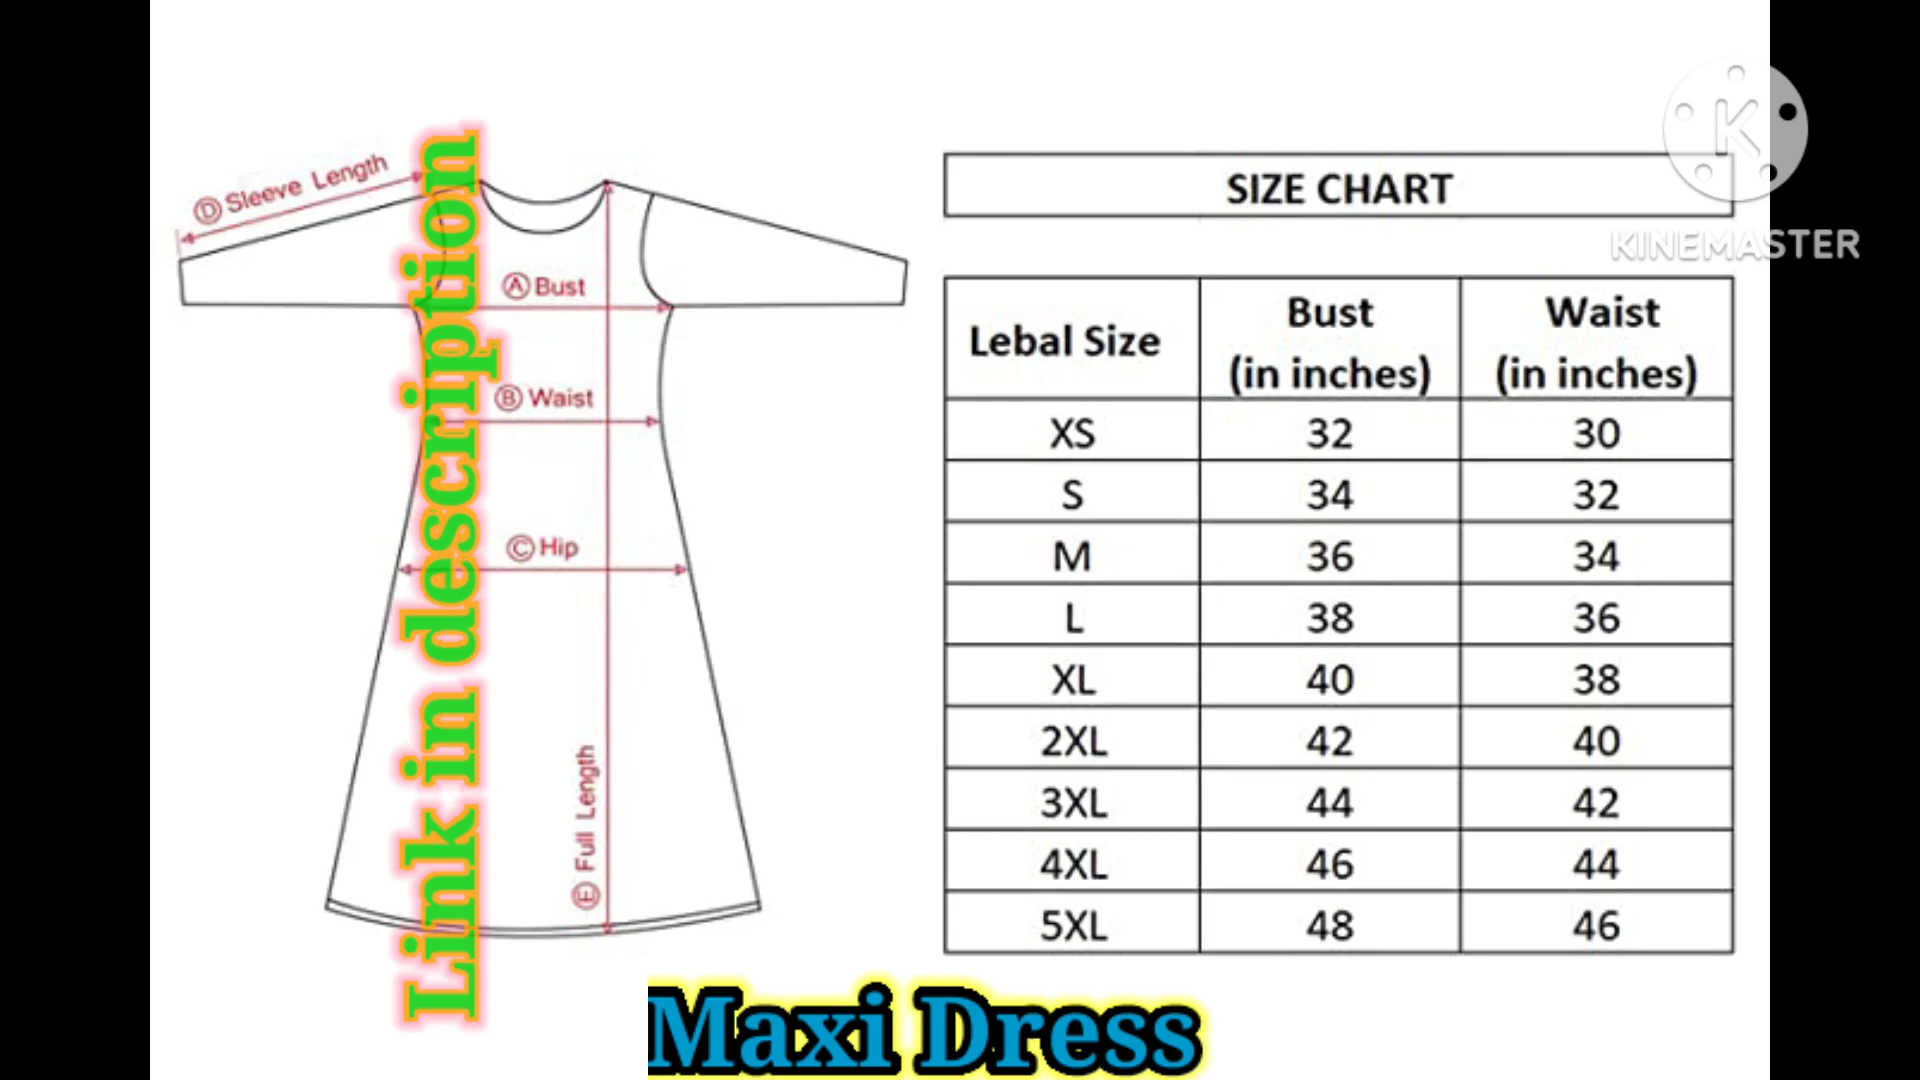 Ⓓ Sleeve Length
Ⓐ Bust
Ⓑ Waist
Ⓒ Hip
Ⓔ Full Length
Link in description
SIZE CHART
K
KINEMASTER
Lebal Size Bust (in inches) Waist (in inches)
XS 32 30
S 34 32
M 36 34
L 38 36
XL 40 38
2XL 42 40
3XL 44 42
4XL 46 44
5XL 48 46
Maxi Dress